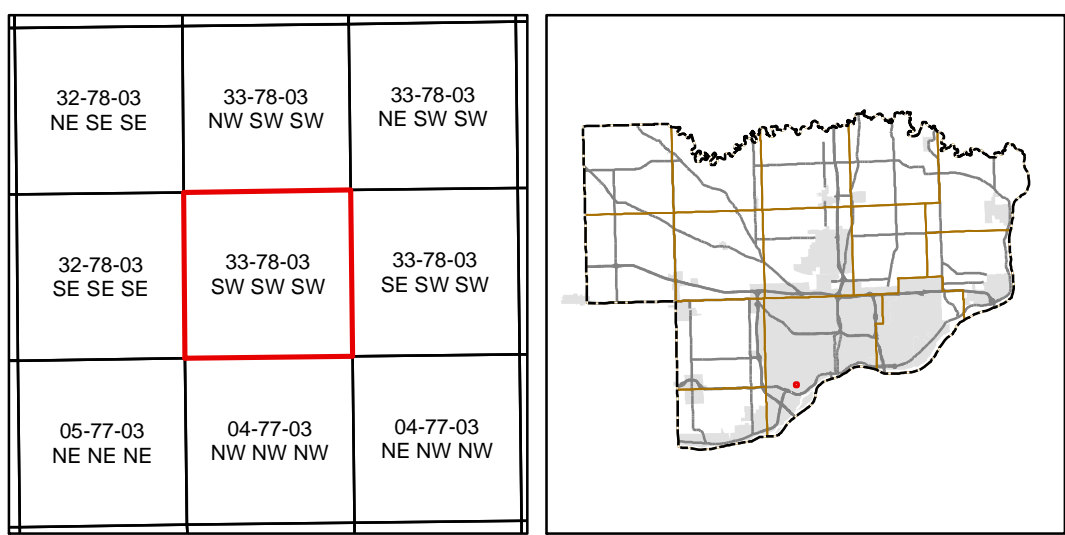 32-78-03
NE SE SE
33-78-03
NW SW SW
33-78-03
NE SW SW
32-78-03
SE SE SE
33-78-03
SW SW SW
33-78-03
SE SW SW
05-77-03
NE NE NE
04-77-03
NW NW NW
04-77-03
NE NW NW